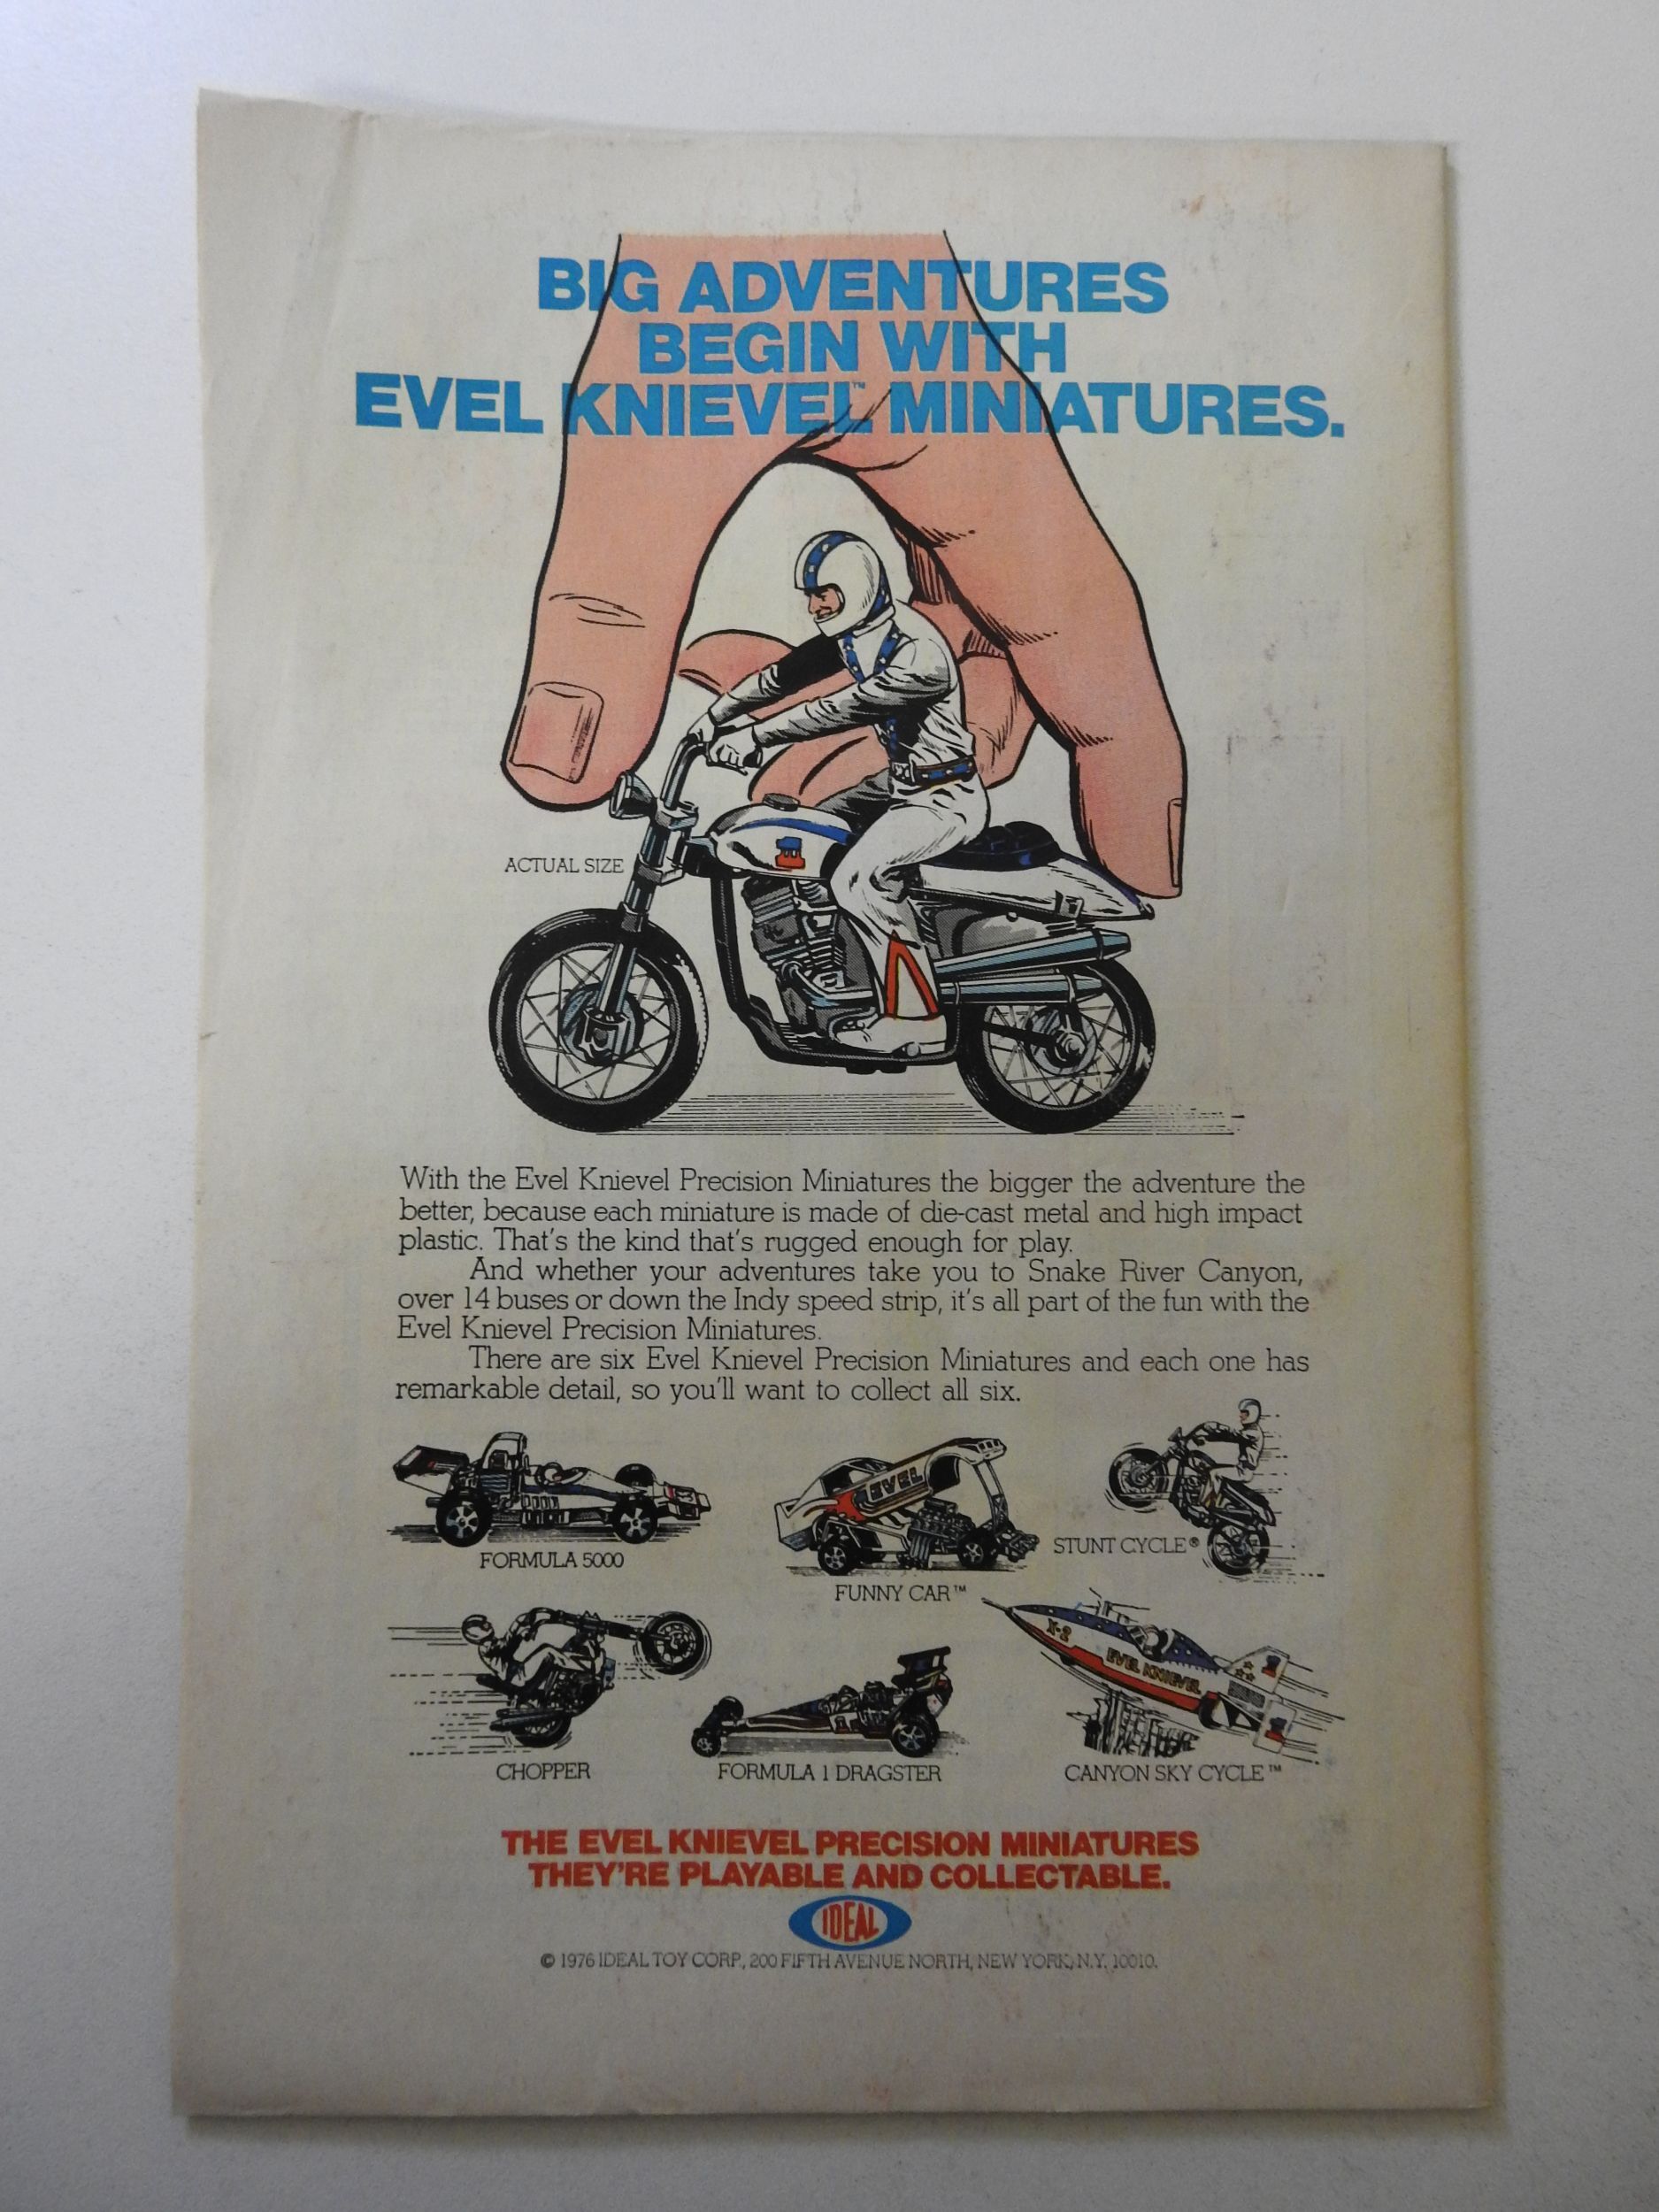 BIG ADVENTURES
BEGIN WITH
EVEL KNIEVEL™ MINIATURES.
ACTUAL SIZE
With the Evel Knievel Precision Miniatures the bigger the adventure the
better, because each miniature is made of die-cast metal and high impact
plastic. That's the kind that's rugged enough for play.
And whether your adventures take you to Snake River Canyon,
over 14 buses or down the Indy speed strip, it's all part of the fun with the
Evel Knievel Precision Miniatures.
There are six Evel Knievel Precision Miniatures and each one has
remarkable detail, so you'll want to collect all six.
EVEL
FORMULA 5000
FUNNY CAR™
STUNT CYCLE®
X-2
EVEL KNIEVEL
CHOPPER
FORMULA 1 DRAGSTER
CANYON SKY CYCLE™
THE EVEL KNIEVEL PRECISION MINIATURES
THEY'RE PLAYABLE AND COLLECTABLE.
IDEAL
© 1976 IDEAL TOY CORP., 200 FIFTH AVENUE NORTH, NEW YORK, N.Y. 10010.